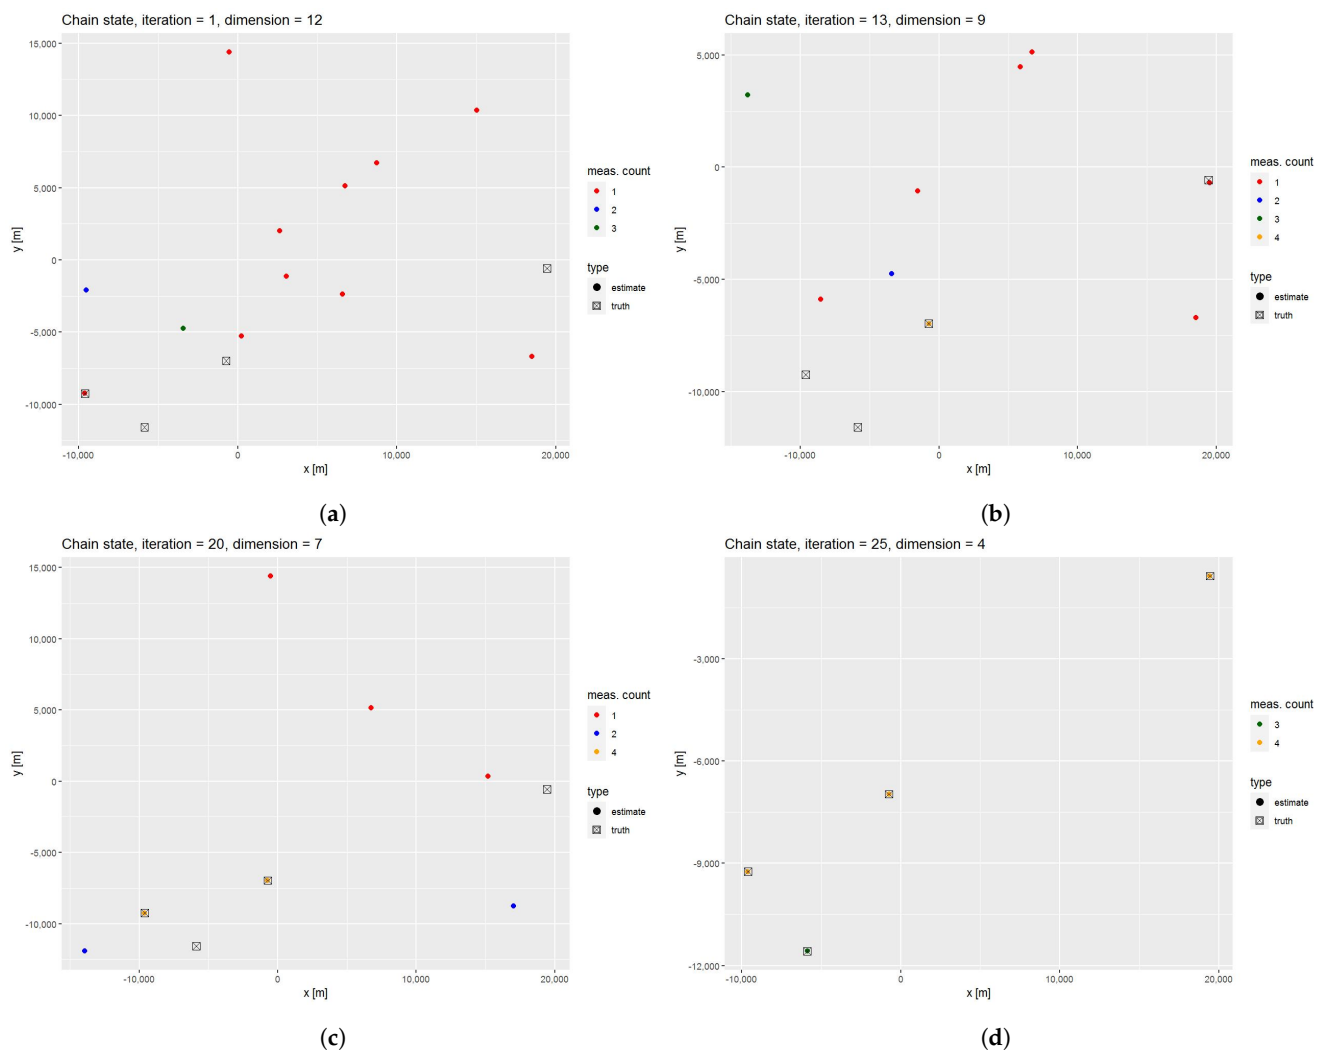 Chain state, iteration = 1, dimension = 12
15,000
10,000
5,000
0
-5,000
-10,000
y [m]
-10,000 0 10,000 20,000
x [m]
meas. count
1
2
3
type
estimate
truth
(a)
Chain state, iteration = 13, dimension = 9
5,000
0
-5,000
-10,000
y [m]
-10,000 0 10,000 20,000
x [m]
meas. count
1
2
3
4
type
estimate
truth
(b)
Chain state, iteration = 20, dimension = 7
15,000
10,000
5,000
0
-5,000
-10,000
y [m]
-10,000 0 10,000 20,000
x [m]
meas. count
1
2
4
type
estimate
truth
(c)
Chain state, iteration = 25, dimension = 4
-3,000
-6,000
-9,000
-12,000
y [m]
-10,000 0 10,000 20,000
x [m]
meas. count
3
4
type
estimate
truth
(d)